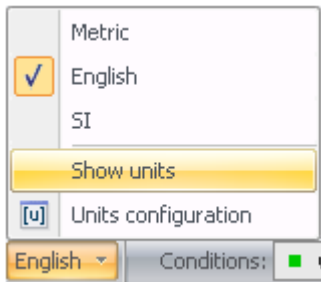 Metric
English
SI
Show units
[u] Units configuration
English Conditions: